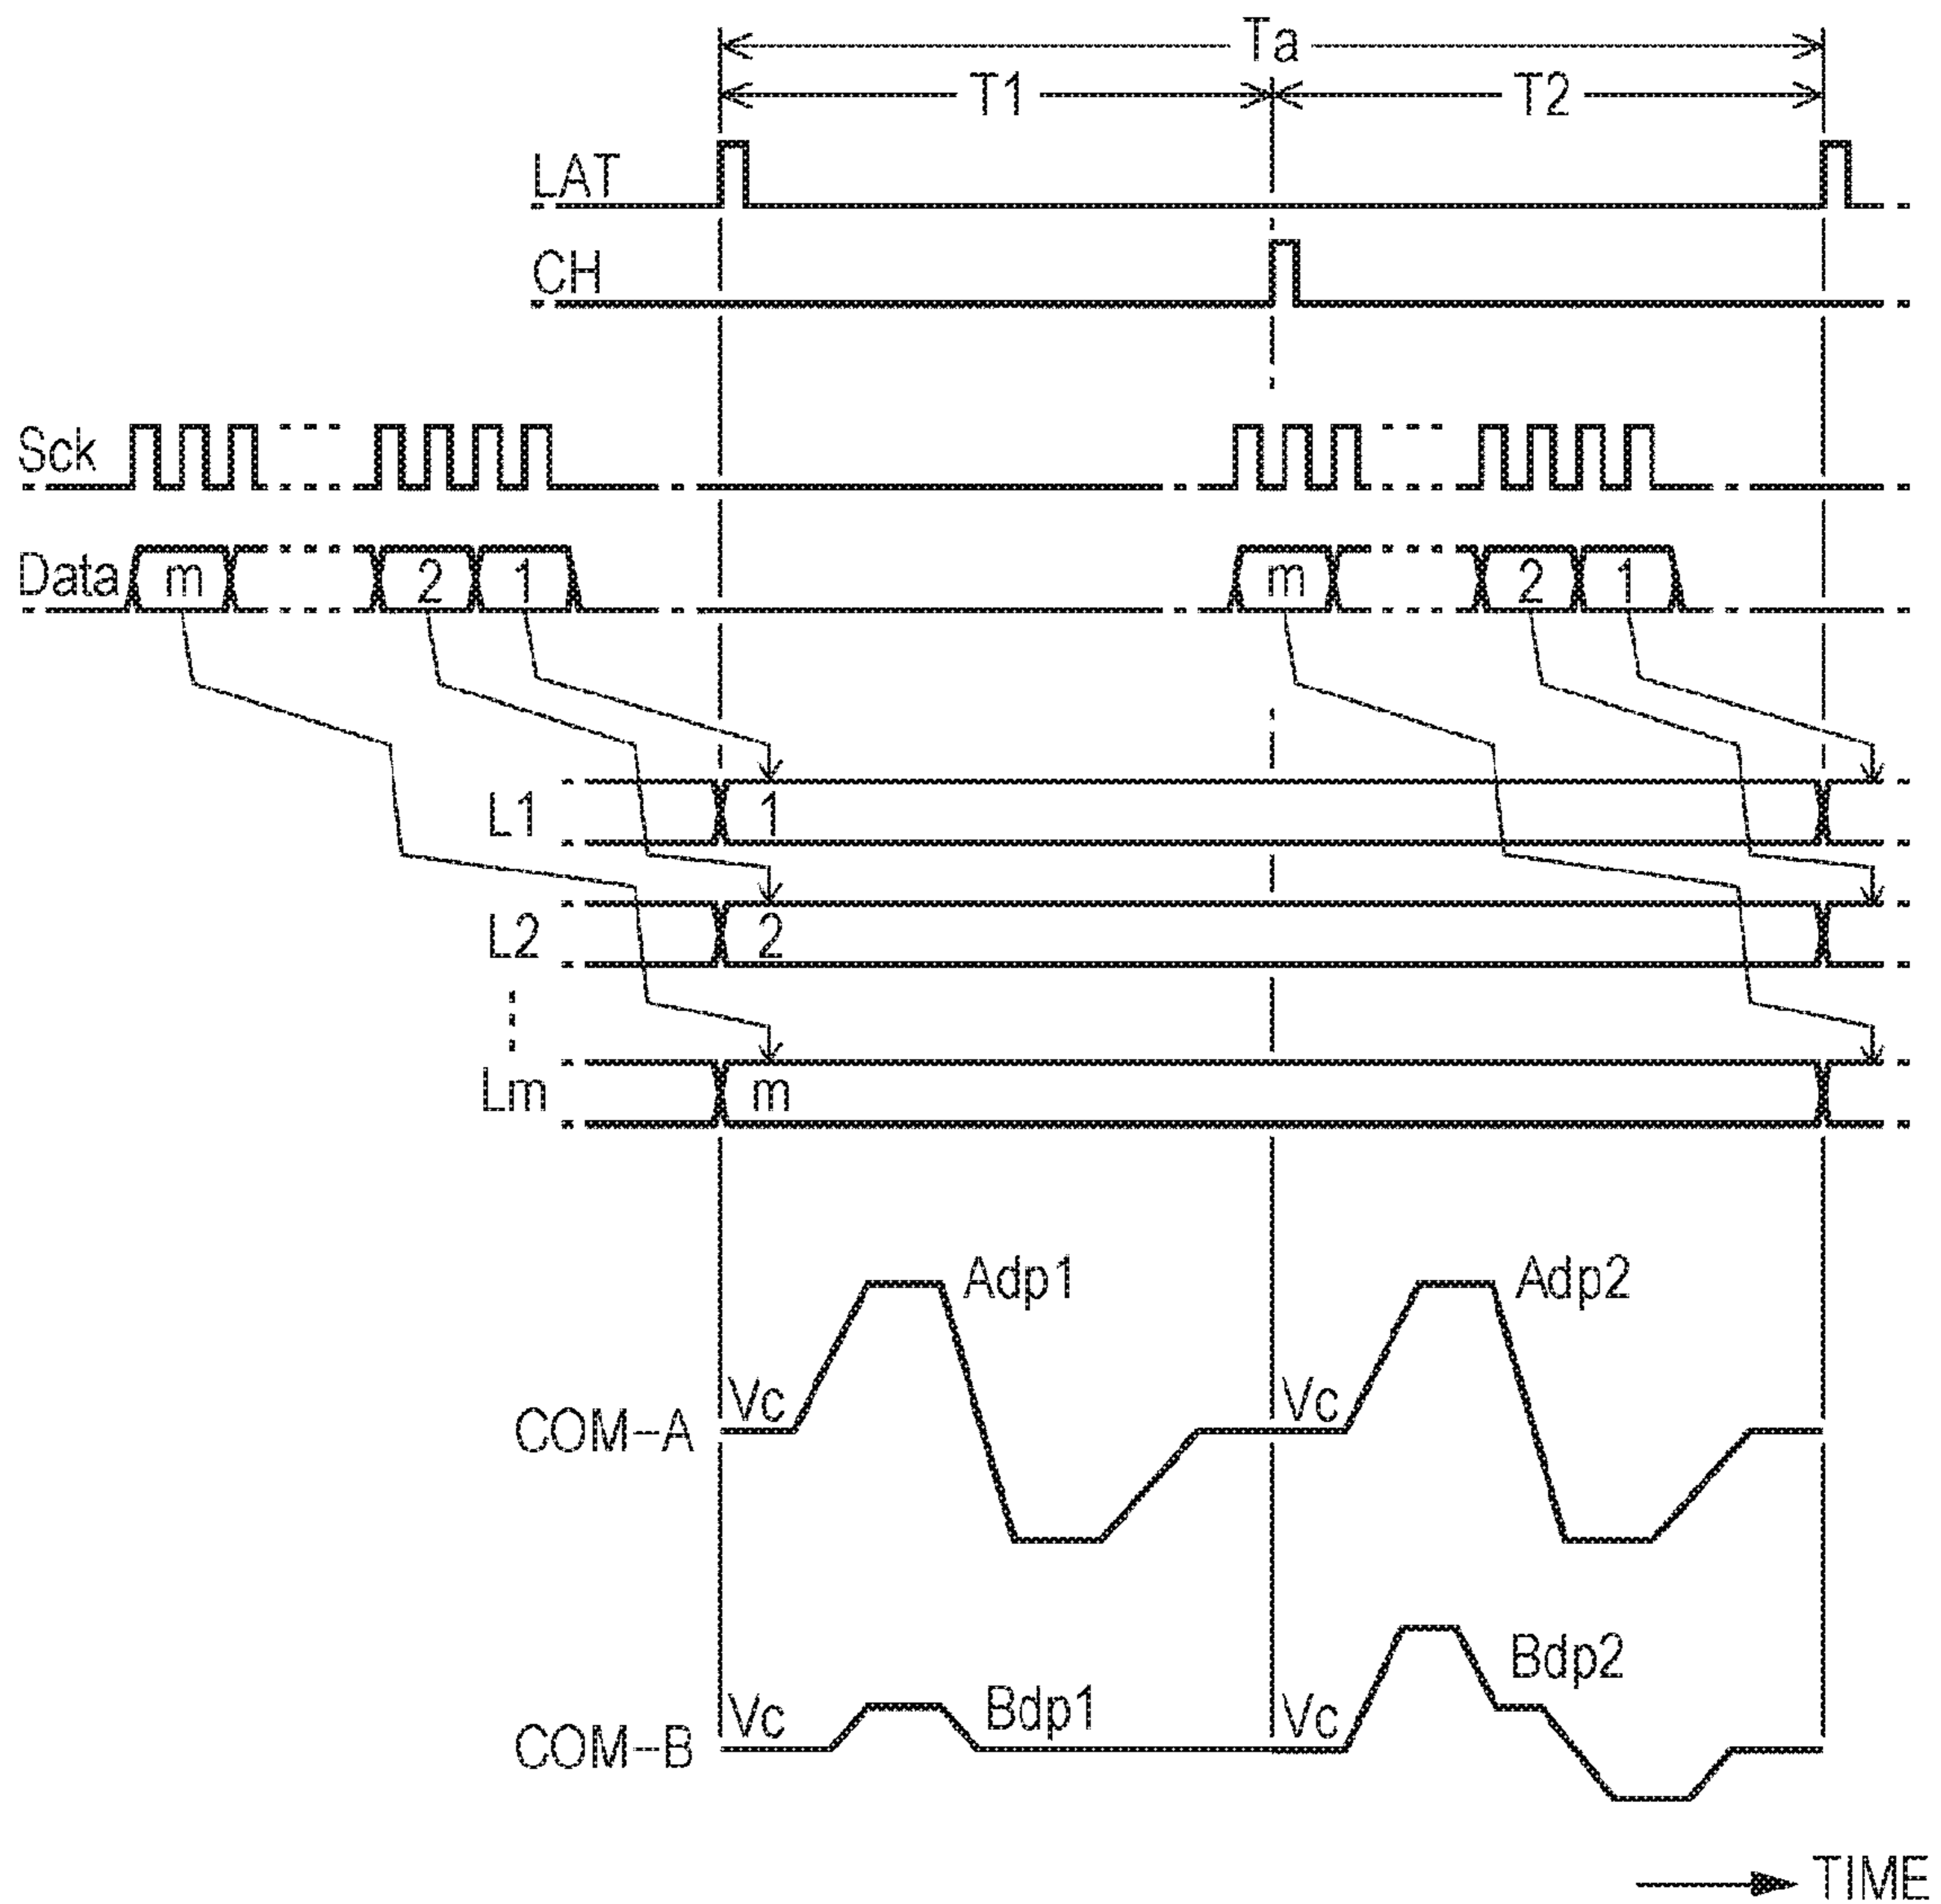 Ta
T1 T2
LAT
CH
Sck
Data m 2 1 m 2 1
L1 1
L2 2
Lm m
Adp1 Adp2
Vc Vc
COM--A
Bdp2
Vc Bdp1 Vc
COM--B
TIME